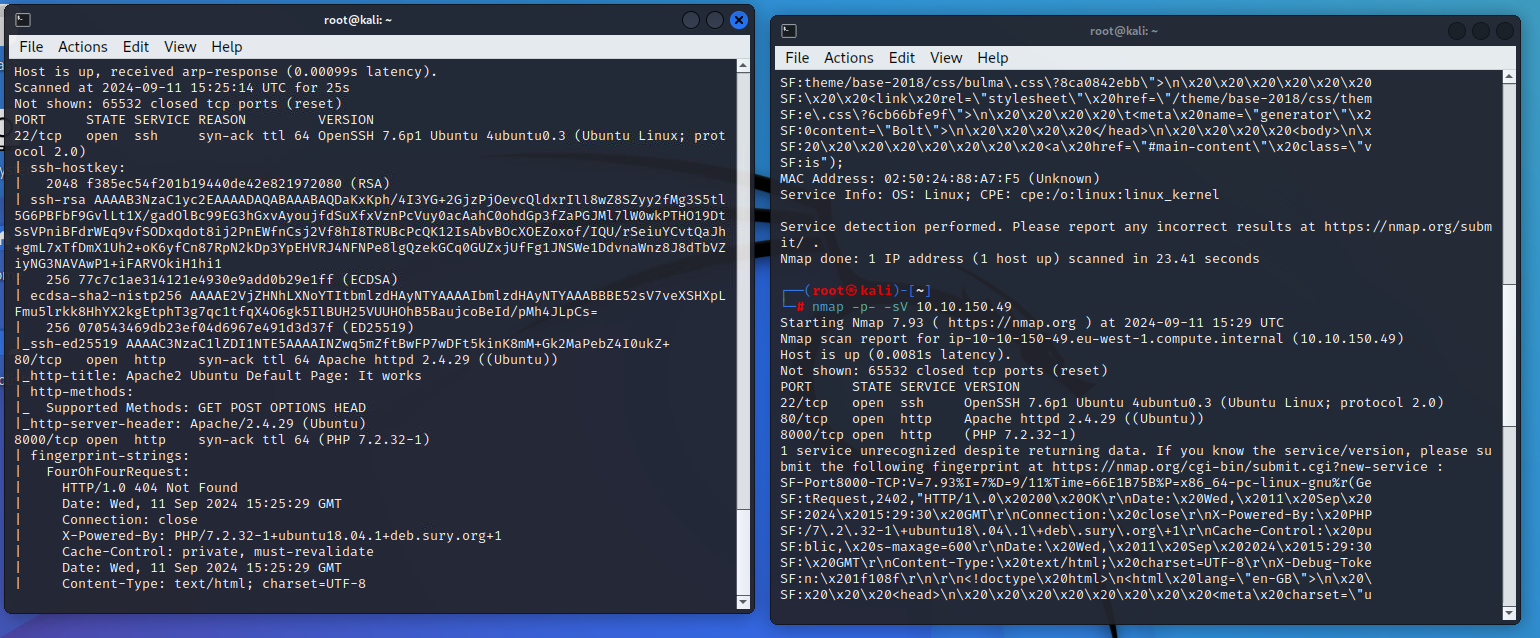 root@kali: ~
File Actions Edit View Help
Host is up, received arp-response (0.00099s latency).
Scanned at 2024-09-11 15:25:14 UTC for 25s
Not shown: 65532 closed tcp ports (reset)
PORT     STATE SERVICE REASON         VERSION
22/tcp   open  ssh     syn-ack ttl 64 OpenSSH 7.6p1 Ubuntu 4ubuntu0.3 (Ubuntu Linux; prot
ocol 2.0)
| ssh-hostkey:
|   2048 f385ec54f201b19440de42e821972080 (RSA)
| ssh-rsa AAAAB3NzaC1yc2EAAAADAQABAAABAQDaKxKph/4I3YG+2GjzPjOevcQldxrIll8wZ8SZyy2fMg3S5tl
5G6PBFbF9GvlLt1X/gadOlBc99EG3hGxvAyoujfdSuXfxVznPcVuy0acAahC0ohdGp3fZaPGJMl7lW0wkPTHO19Dt
SsVPniBFdrWEq9vfSODxqdot8ij2PnEWfnCsj2Vf8hI8TRUBcPcQK12IsAbvBOcXOEZoxof/IQU/rSeiuYCvtQaJh
+gmL7xTfDmX1Uh2+oK6yfCn87RpN2kDp3YpEHVRJ4NFNPe8lgQzekGCq0GUZxjUfFg1JNSWe1DdvnaWnz8J8dTbVZ
iyNG3NAVAwP1+iFARVOkiH1hi1
|   256 77c7c1ae314121e4930e9add0b29e1ff (ECDSA)
| ecdsa-sha2-nistp256 AAAAE2VjZHNhLXNoYTItbmlzdHAyNTYAAAAIbmlzdHAyNTYAAABBBE52sV7veXSHXpL
Fmu5lrkk8HhYX2kgEtphT3g7qc1tfqX4O6gk5IlBUH25VUUHOhB5BaujcoBeId/pMh4JLpCs=
|   256 070543469db23ef04d6967e491d3d37f (ED25519)
|_ssh-ed25519 AAAAC3NzaC1lZDI1NTE5AAAAINZwq5mZftBwFP7wDFt5kinK8mM+Gk2MaPebZ4I0ukZ+
80/tcp   open  http    syn-ack ttl 64 Apache httpd 2.4.29 ((Ubuntu))
|_http-title: Apache2 Ubuntu Default Page: It works
| http-methods:
|_  Supported Methods: GET POST OPTIONS HEAD
|_http-server-header: Apache/2.4.29 (Ubuntu)
8000/tcp open  http    syn-ack ttl 64 (PHP 7.2.32-1)
| fingerprint-strings:
|   FourOhFourRequest:
|     HTTP/1.0 404 Not Found
|     Date: Wed, 11 Sep 2024 15:25:29 GMT
|     Connection: close
|     X-Powered-By: PHP/7.2.32-1+ubuntu18.04.1+deb.sury.org+1
|     Cache-Control: private, must-revalidate
|     Date: Wed, 11 Sep 2024 15:25:29 GMT
|     Content-Type: text/html; charset=UTF-8
root@kali: ~
File Actions Edit View Help
SF:theme/base-2018/css/bulma\.css\?8ca0842ebb\">\n\x20\x20\x20\x20\x20\x20
SF:\x20\x20<link\x20rel=\"stylesheet\"\x20href=\"/theme/base-2018/css/them
SF:e\.css\?6cb66bfe9f\">\n\x20\x20\x20\x20\t<meta\x20name=\"generator\"\x2
SF:0content=\"Bolt\">\n\x20\x20\x20\x20</head>\n\x20\x20\x20\x20<body>\n\x
SF:20\x20\x20\x20\x20\x20\x20\x20<a\x20href=\"#main-content\"\x20class=\"v
SF:is");
MAC Address: 02:50:24:88:A7:F5 (Unknown)
Service Info: OS: Linux; CPE: cpe:/o:linux:linux_kernel
Service detection performed. Please report any incorrect results at https://nmap.org/subm
it/ .
Nmap done: 1 IP address (1 host up) scanned in 23.41 seconds
┌──(root㉿kali)-[~]
└─# nmap -p- -sV 10.10.150.49
Starting Nmap 7.93 ( https://nmap.org ) at 2024-09-11 15:29 UTC
Nmap scan report for ip-10-10-150-49.eu-west-1.compute.internal (10.10.150.49)
Host is up (0.0081s latency).
Not shown: 65532 closed tcp ports (reset)
PORT     STATE SERVICE VERSION
22/tcp   open  ssh     OpenSSH 7.6p1 Ubuntu 4ubuntu0.3 (Ubuntu Linux; protocol 2.0)
80/tcp   open  http    Apache httpd 2.4.29 ((Ubuntu))
8000/tcp open  http    (PHP 7.2.32-1)
1 service unrecognized despite returning data. If you know the service/version, please su
bmit the following fingerprint at https://nmap.org/cgi-bin/submit.cgi?new-service :
SF-Port8000-TCP:V=7.93%I=7%D=9/11%Time=66E1B75B%P=x86_64-pc-linux-gnu%r(Ge
SF:tRequest,2402,"HTTP/1\.0\x20200\x20OK\r\nDate:\x20Wed,\x2011\x20Sep\x20
SF:2024\x2015:29:30\x20GMT\r\nConnection:\x20close\r\nX-Powered-By:\x20PHP
SF:/7\.2\.32-1\+ubuntu18\.04\.1\+deb\.sury\.org\+1\r\nCache-Control:\x20pu
SF:blic,\x20s-maxage=600\r\nDate:\x20Wed,\x2011\x20Sep\x202024\x2015:29:30
SF:\x20GMT\r\nContent-Type:\x20text/html;\x20charset=UTF-8\r\nX-Debug-Toke
SF:n:\x201f108f\r\n\r\n<!doctype\x20html>\n<html\x20lang=\"en-GB\">\n\x20\
SF:x20\x20\x20<head>\n\x20\x20\x20\x20\x20\x20\x20\x20<meta\x20charset=\"u